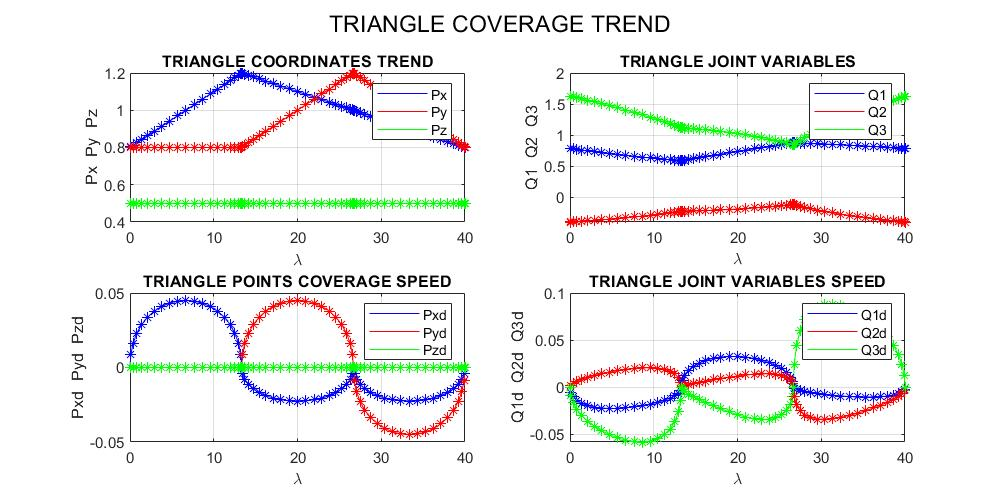 TRIANGLE COVERAGE TREND
TRIANGLE COORDINATES TREND
Px Py Pz
1.2
1
0.8
0.6
0.4
0
10
20
30
40
λ
Px
Py
Pz
TRIANGLE JOINT VARIABLES
Q1 Q2 Q3
2
1.5
1
0.5
0
0
10
20
30
40
λ
Q1
Q2
Q3
TRIANGLE POINTS COVERAGE SPEED
Pxd Pyd Pzd
0.05
0
-0.05
0
10
20
30
40
λ
Pxd
Pyd
Pzd
TRIANGLE JOINT VARIABLES SPEED
Q1d Q2d Q3d
0.1
0.05
0
-0.05
0
10
20
30
40
λ
Q1d
Q2d
Q3d